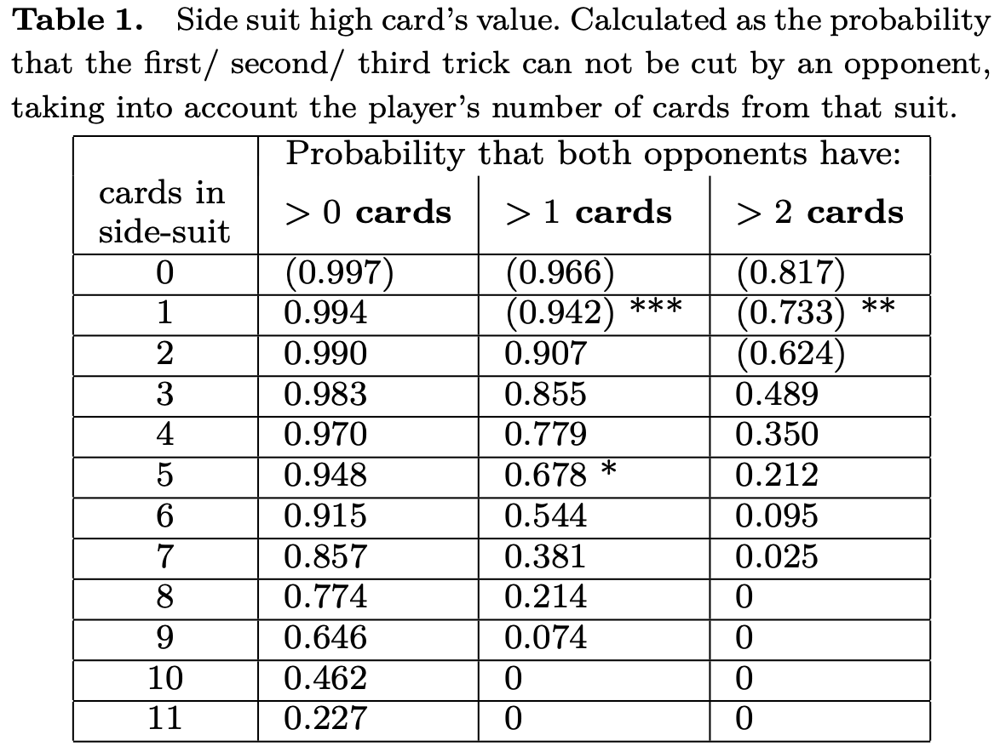 Table 1. Side suit high card's value. Calculated as the probability
that the first/ second/ third trick can not be cut by an opponent,
taking into account the player's number of cards from that suit.
Probability that both opponents have:
cards in
side-suit
> 0 cards > 1 cards > 2 cards
0 (0.997) (0.966) (0.817)
1 0.994 (0.942) *** (0.733) **
2 0.990 0.907 (0.624)
3 0.983 0.855 0.489
4 0.970 0.779 0.350
5 0.948 0.678 * 0.212
6 0.915 0.544 0.095
7 0.857 0.381 0.025
8 0.774 0.214 0
9 0.646 0.074 0
10 0.462 0 0
11 0.227 0 0